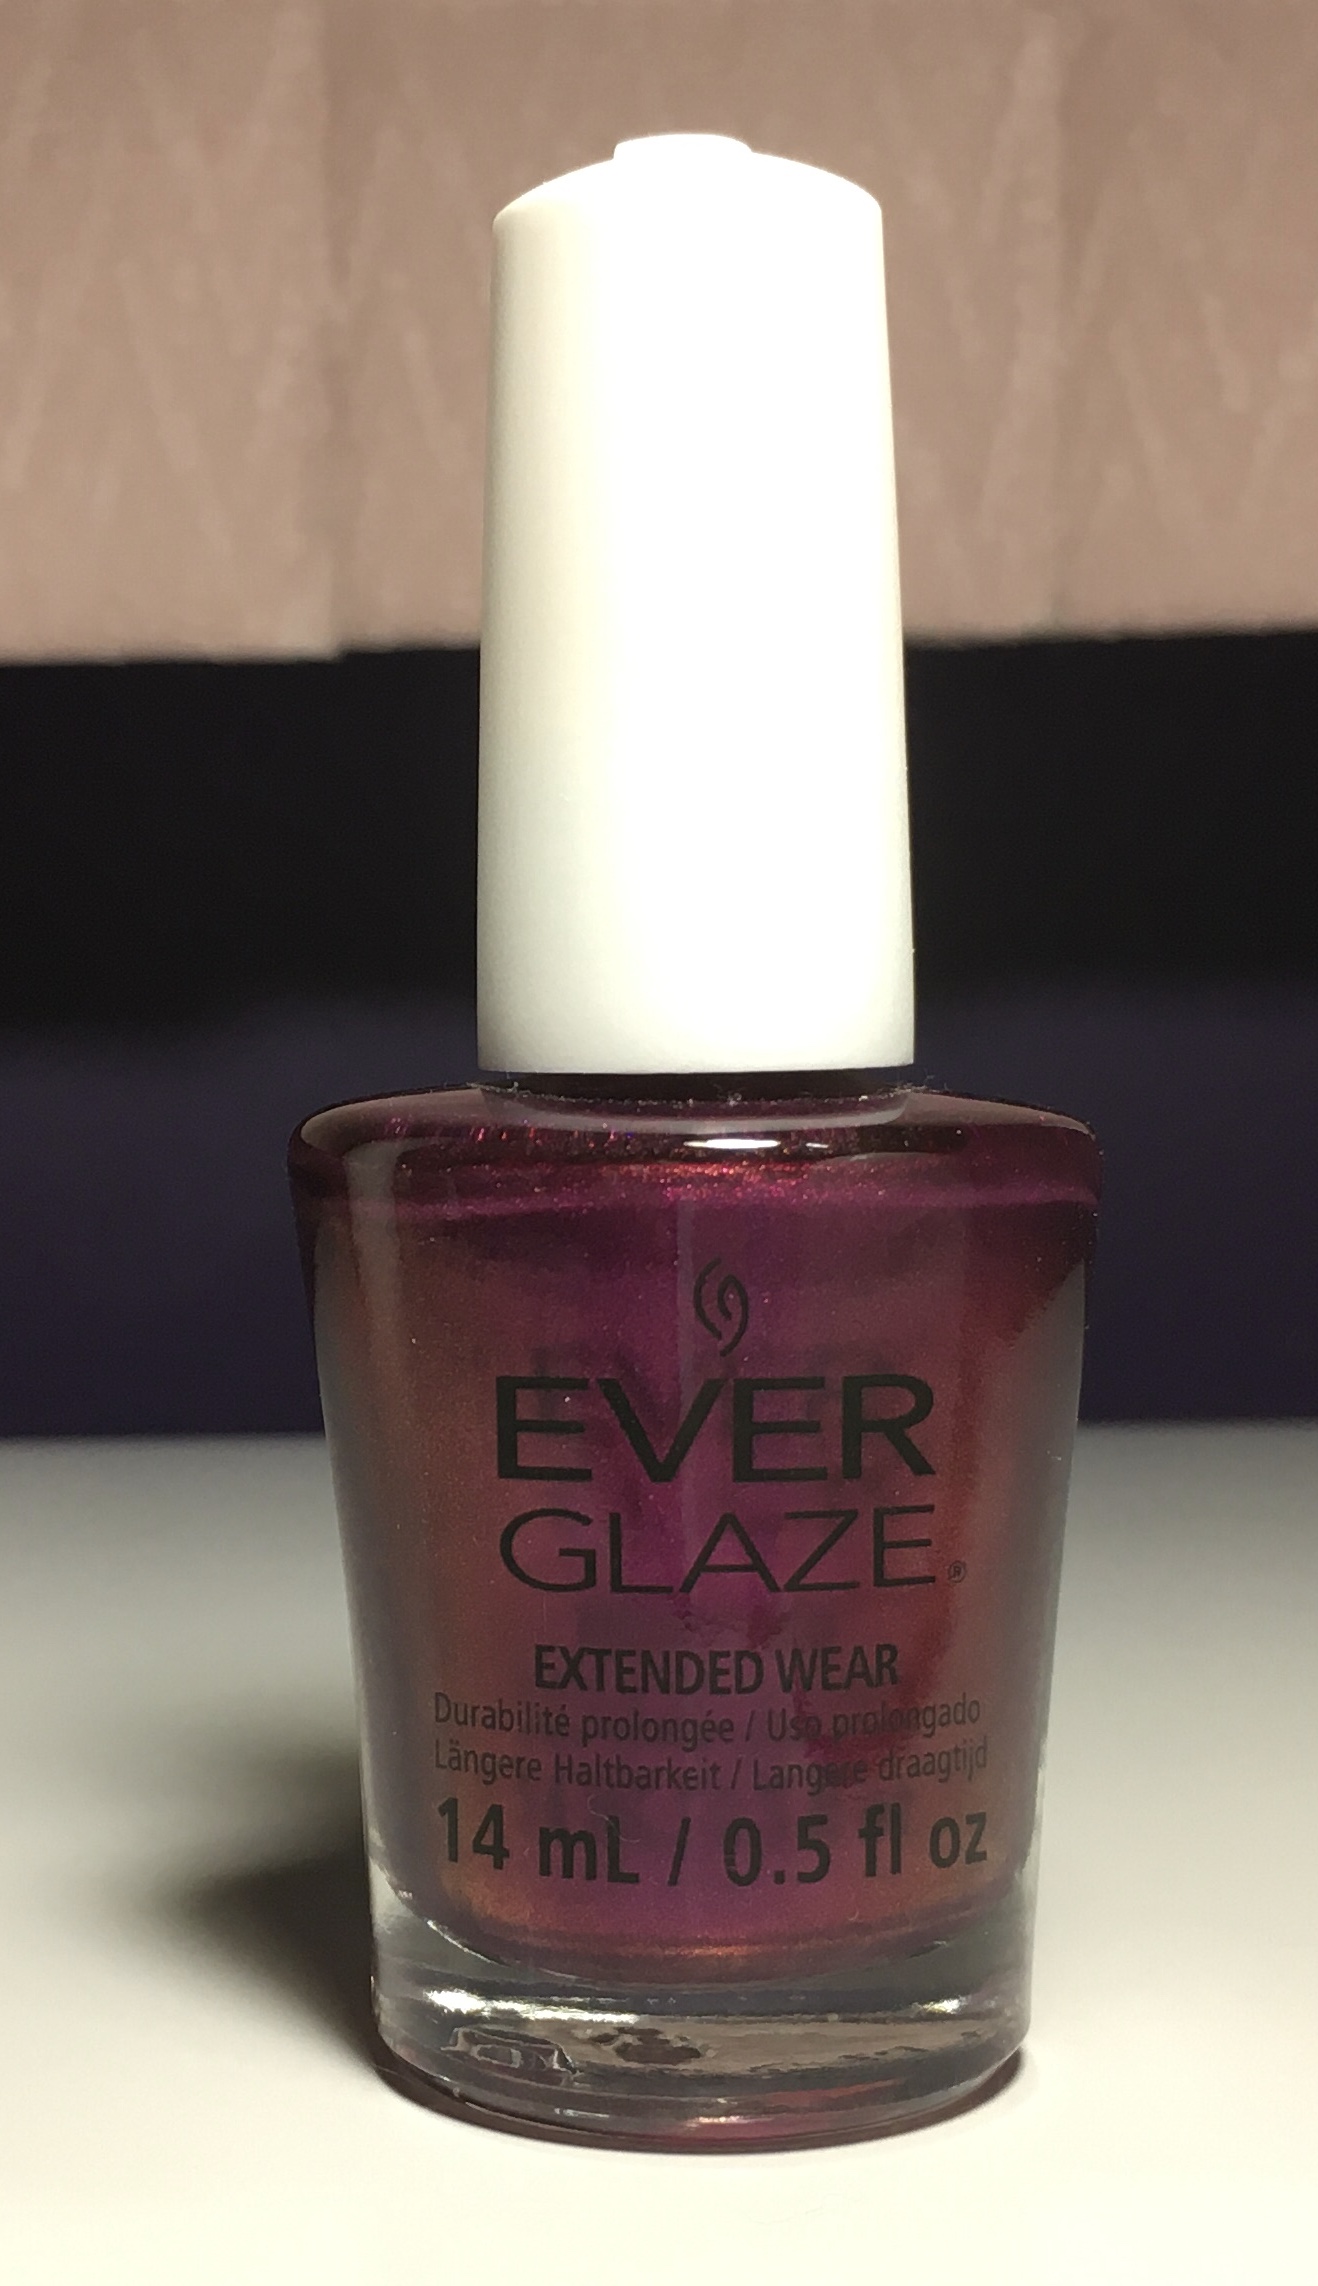 EVER
GLAZE®
EXTENDED WEAR
Durabilité prolongée / Uso prolongado
Längere Haltbarkeit / Langere draagtijd
14 mL / 0.5 fl oz